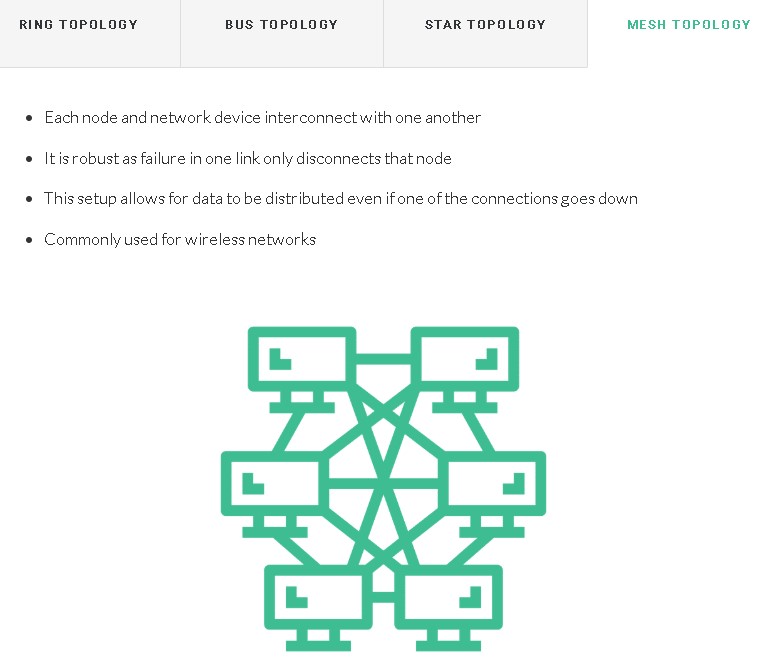 RING TOPOLOGY
BUS TOPOLOGY
STAR TOPOLOGY
MESH TOPOLOGY
Each node and network device interconnect with one another
It is robust as failure in one link only disconnects that node
This setup allows for data to be distributed even if one of the connections goes down
Commonly used for wireless networks